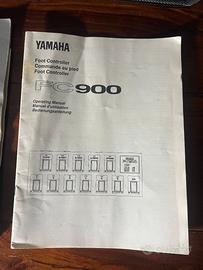 YAMAHA
Foot Controller
Commande au pied
Foot Controller
FC900
Operating Manual
Manuel d'utilisation
Bedienungsanleitung